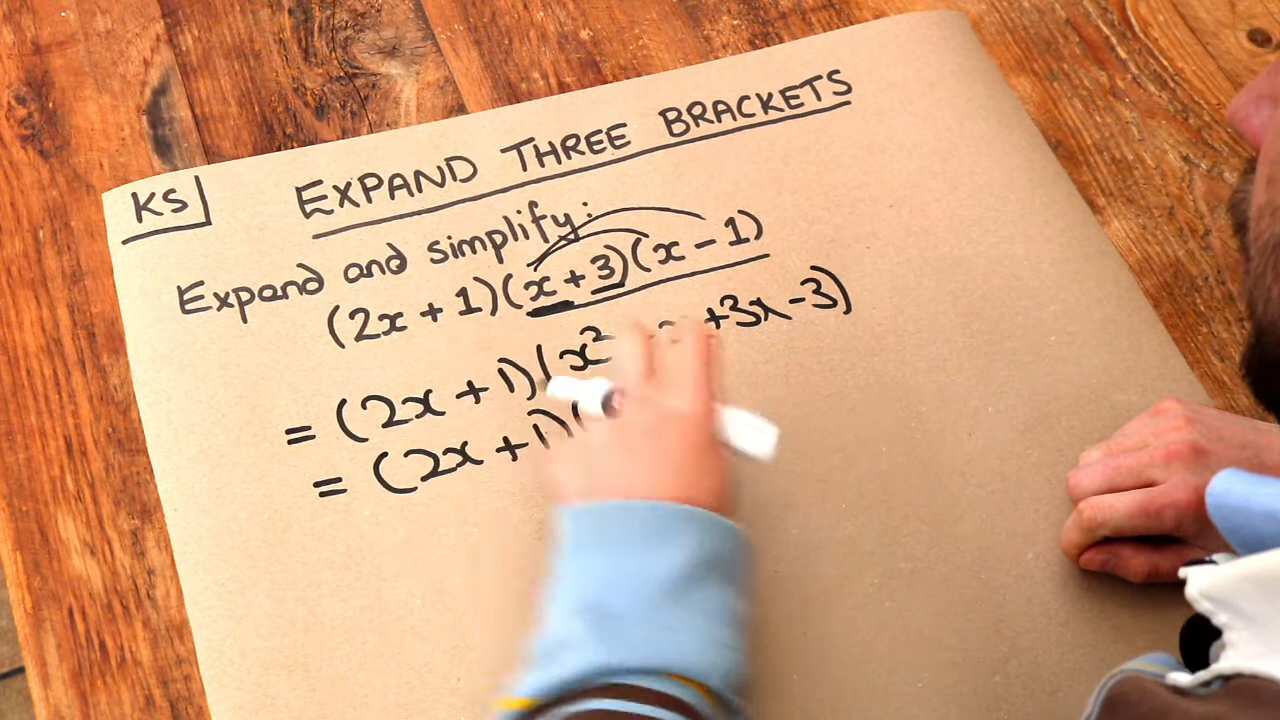 KS
EXPAND THREE BRACKETS
Expand and simplify:
(2x + 1)(x + 3)(x - 1)
= (2x + 1)(x² +3x - 3)
= (2x + 1)(